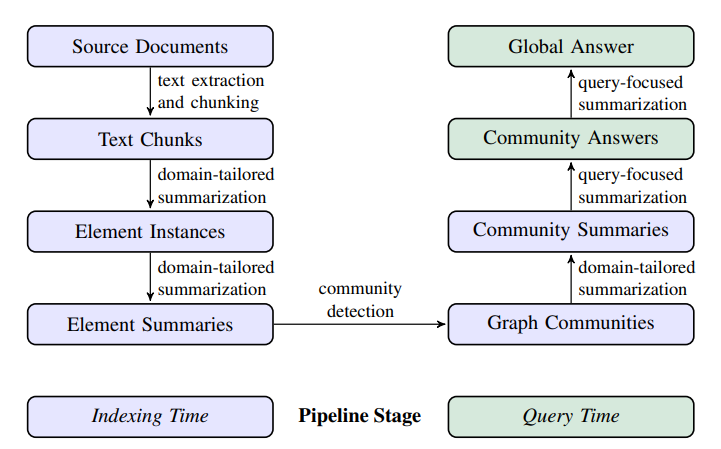 Source Documents
text extraction
and chunking
Text Chunks
domain-tailored
summarization
Element Instances
domain-tailored
summarization
Element Summaries
community
detection
Global Answer
query-focused
summarization
Community Answers
query-focused
summarization
Community Summaries
domain-tailored
summarization
Graph Communities
Indexing Time
Pipeline Stage
Query Time